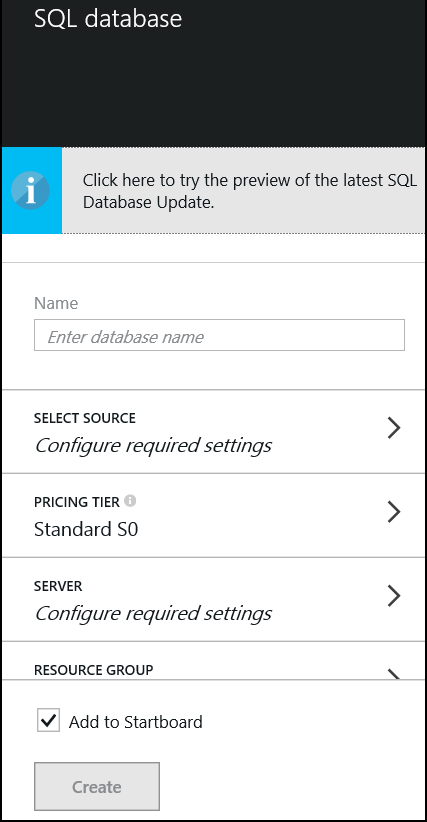 SQL database
Click here to try the preview of the latest SQL
Database Update.
Name
Enter database name
SELECT SOURCE
Configure required settings
PRICING TIER
Standard S0
SERVER
Configure required settings
RESOURCE GROUP
Add to Startboard
Create